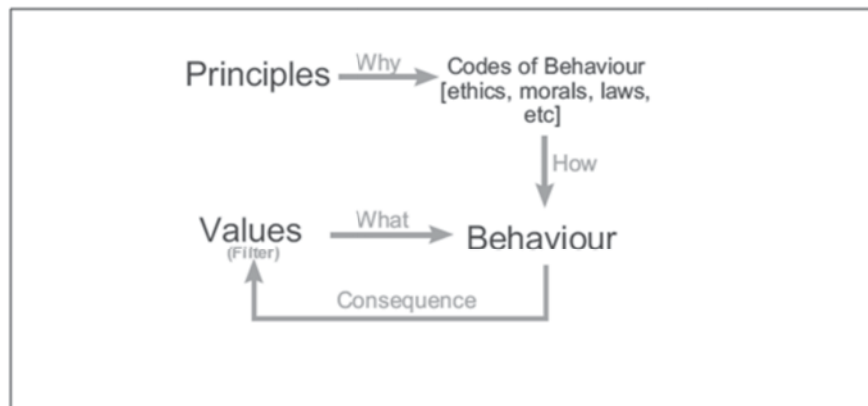 Principles
Why
Codes of Behaviour
[ethics, morals, laws,
etc]
How
Values
(Filter)
What
Behaviour
Consequence